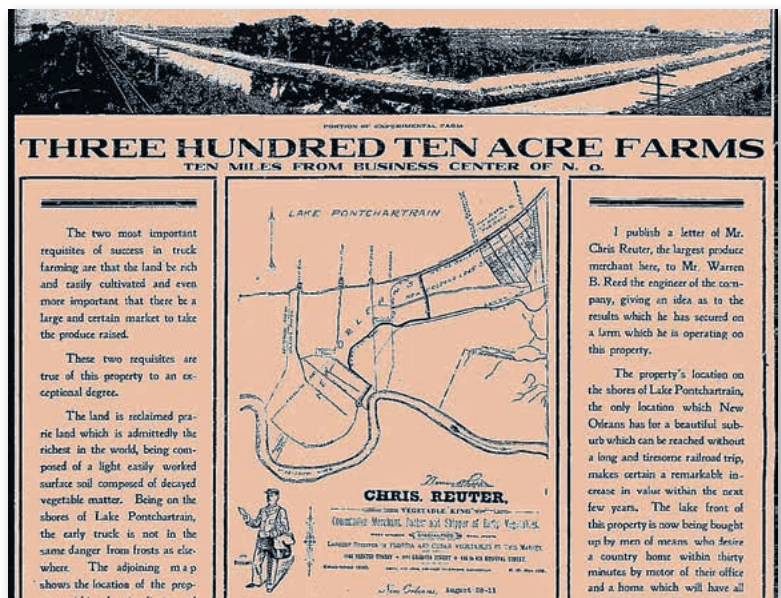 PORTION OF EXPERIMENTAL FARM
THREE HUNDRED TEN ACRE FARMS
TEN MILES FROM BUSINESS CENTER OF N. O.
The two most important
requisites of success in truck
farming are that the land be rich
and easily cultivated and even
more important that there be a
large and certain market to take
the produce raised.
These two requisites are
true of this property to an ex-
ceptional degree.
The land is reclaimed prai-
rie land which is admittedly the
richest in the world, being com-
posed of a light easily worked
surface soil composed of decayed
vegetable matter. Being on the
shores of Lake Pontchartrain,
the early truck is not in the
same danger from frosts as else-
where. The adjoining map
shows the location of the prop-
LAKE PONTCHARTRAIN
NEW ORLEANS
CHRIS. REUTER,
VEGETABLE KING
Commission Merchant, Packer and Shipper of Early Vegetables.
SPECIALTIES
New Orleans, August 28-11
I publish a letter of Mr.
Chris Reuter, the largest produce
merchant here, to Mr. Warren
B. Reed the engineer of the com-
pany, giving an idea as to the
results which he has secured on
a farm which he is operating on
this property.
The property's location on
the shores of Lake Pontchartrain,
the only location which New
Orleans has for a beautiful sub-
urb which can be reached without
a long and tiresome railroad trip,
makes certain a remarkable in-
crease in value within the next
few years. The lake front of
this property is now being bought
up by men of means who desire
a country home within thirty
minutes by motor of their office
and a home which will have all